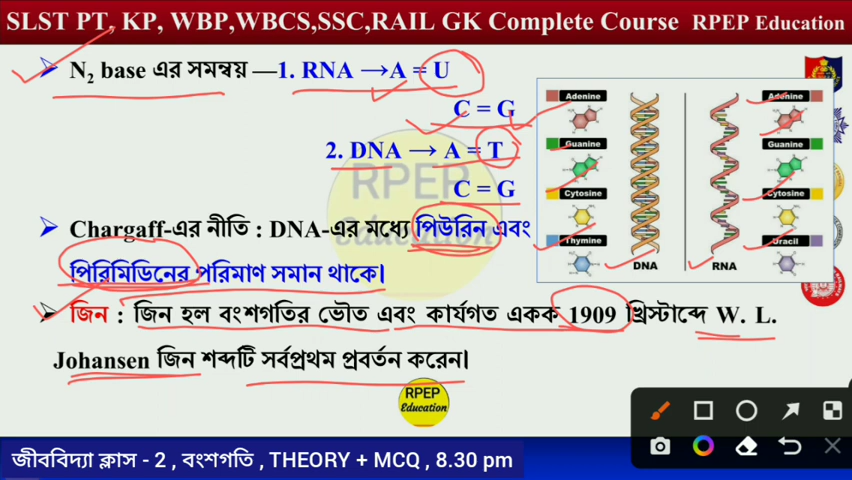 SLST PT, KP, WBP,WBCS,SSC,RAIL GK Complete Course RPEP Education
➢ N₂ base এর সমন্বয় —1. RNA →A = U
C = G
2. DNA → A = T
C = G
➢ Chargaff-এর নীতি : DNA-এর মধ্যে পিউরিন এবং
পিরিমিডিনের পরিমাণ সমান থাকে।
➢ জিন : জিন হল বংশগতির ভৌত এবং কার্যগত একক 1909 খ্রিস্টাব্দে W. L.
Johansen জিন শব্দটি সর্বপ্রথম প্রবর্তন করেন।
Adenine
Guanine
Cytosine
Thymine
DNA
Adenine
Guanine
Cytosine
Uracil
RNA
RPEP
Education
RPEP
Education
জীববিদ্যা ক্লাস - 2 , বংশগতি , THEORY + MCQ , 8.30 pm